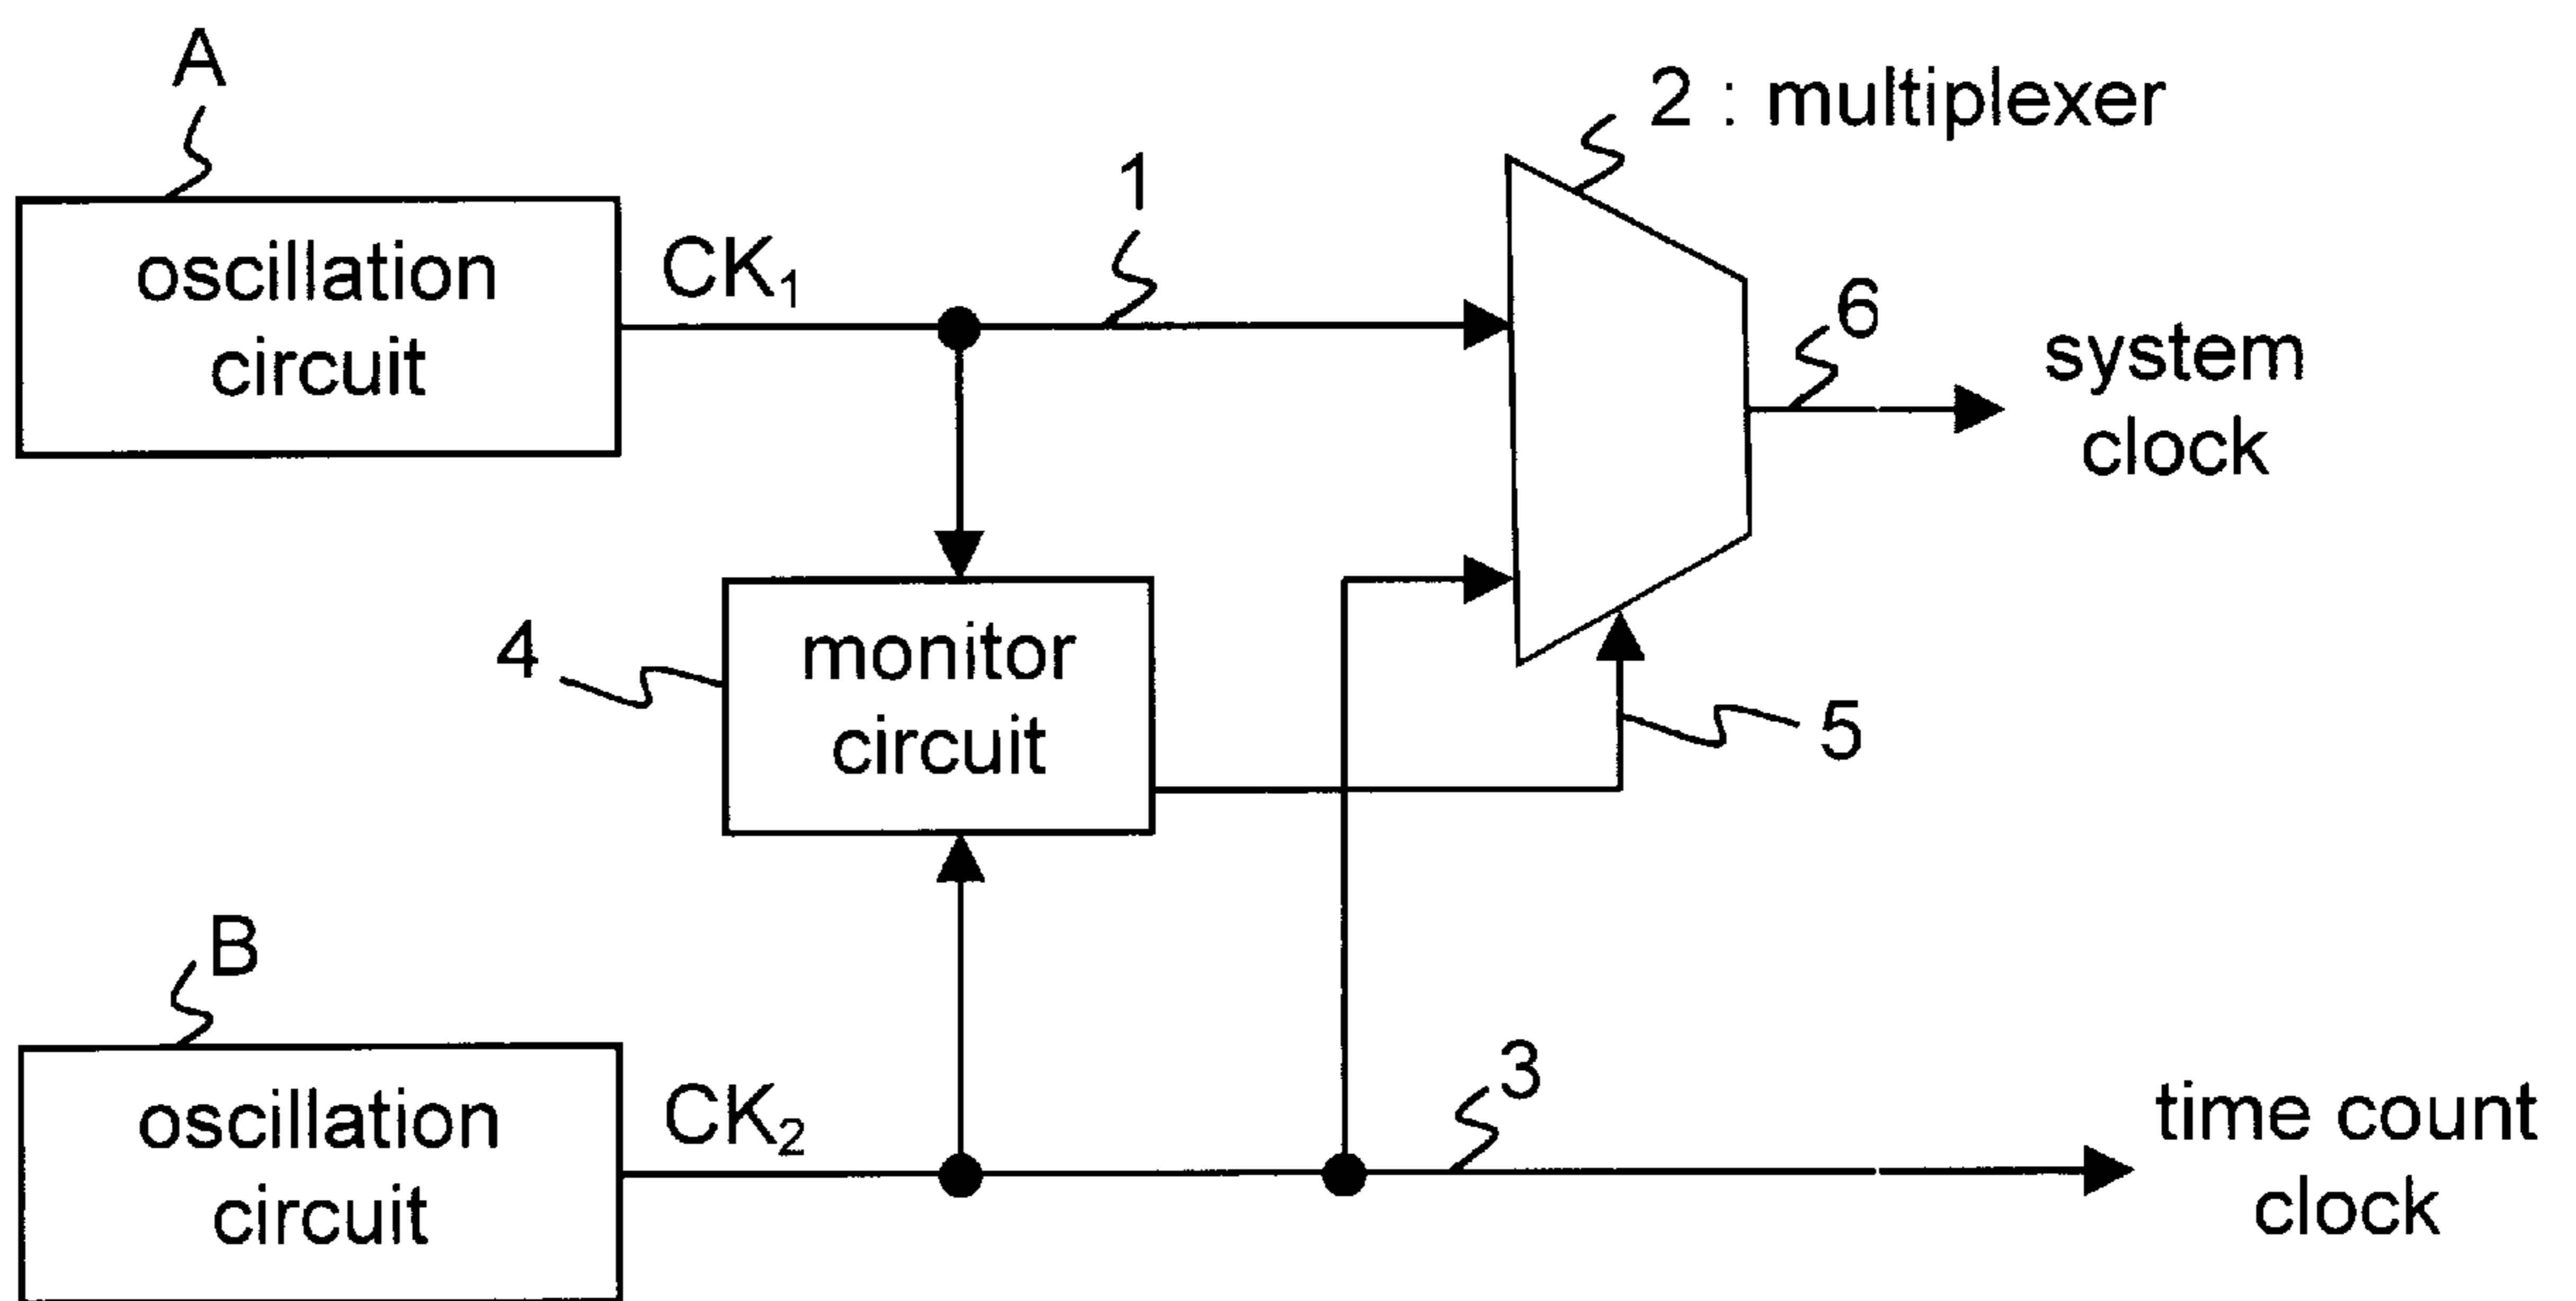 A
2 : multiplexer
1
oscillation
circuit
CK₁
6
system
clock
4
monitor
circuit
5
B
3
oscillation
circuit
CK₂
time count
clock